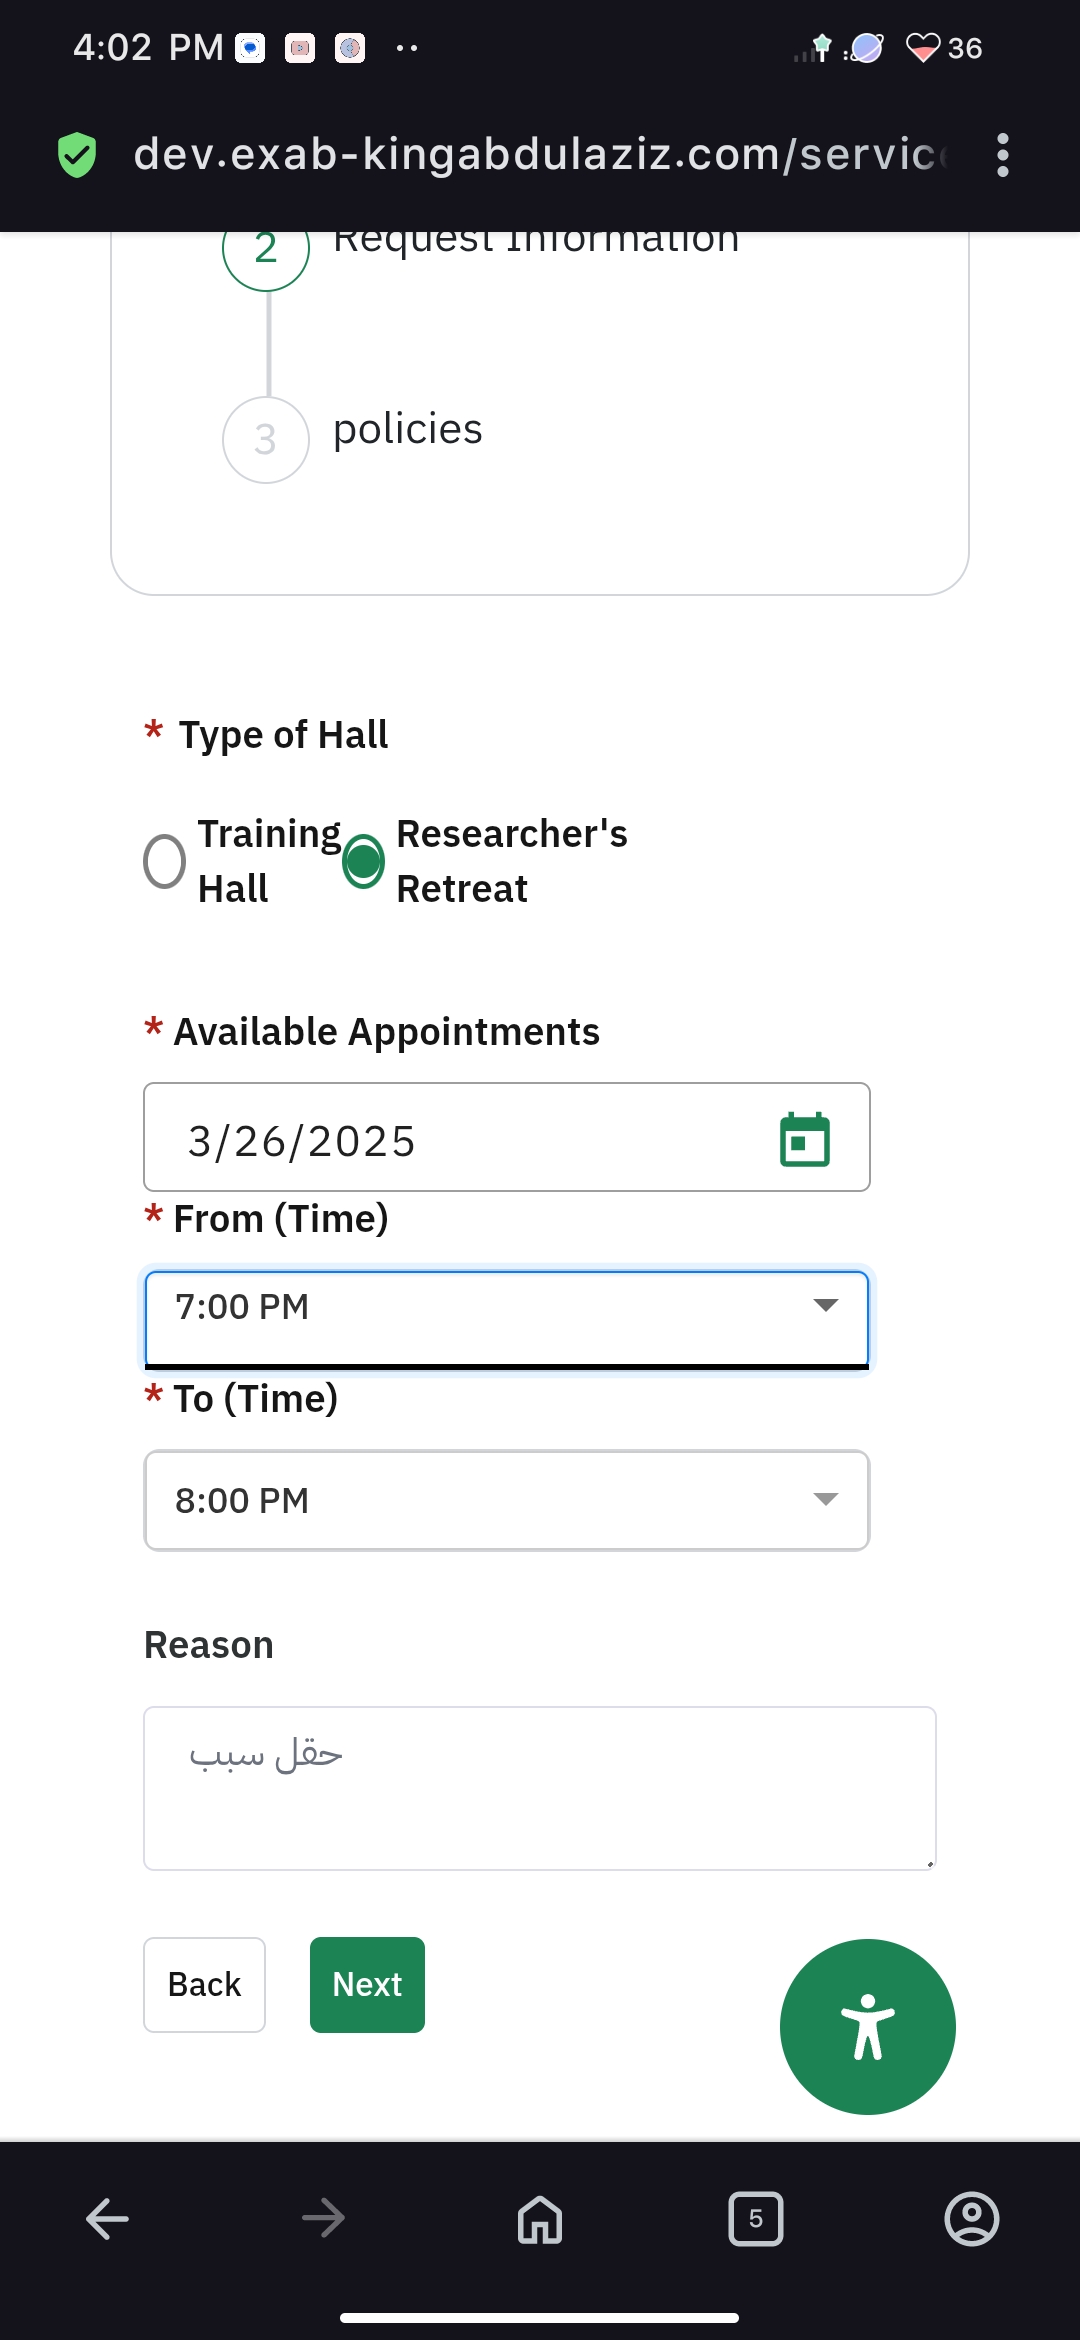 4:02 PM
36
dev.exab-kingabdulaziz.com/servic
2 Request Information
3 policies
* Type of Hall
Training Hall
Researcher's Retreat
* Available Appointments
3/26/2025
* From (Time)
7:00 PM
* To (Time)
8:00 PM
Reason
حقل سبب
Back Next
5